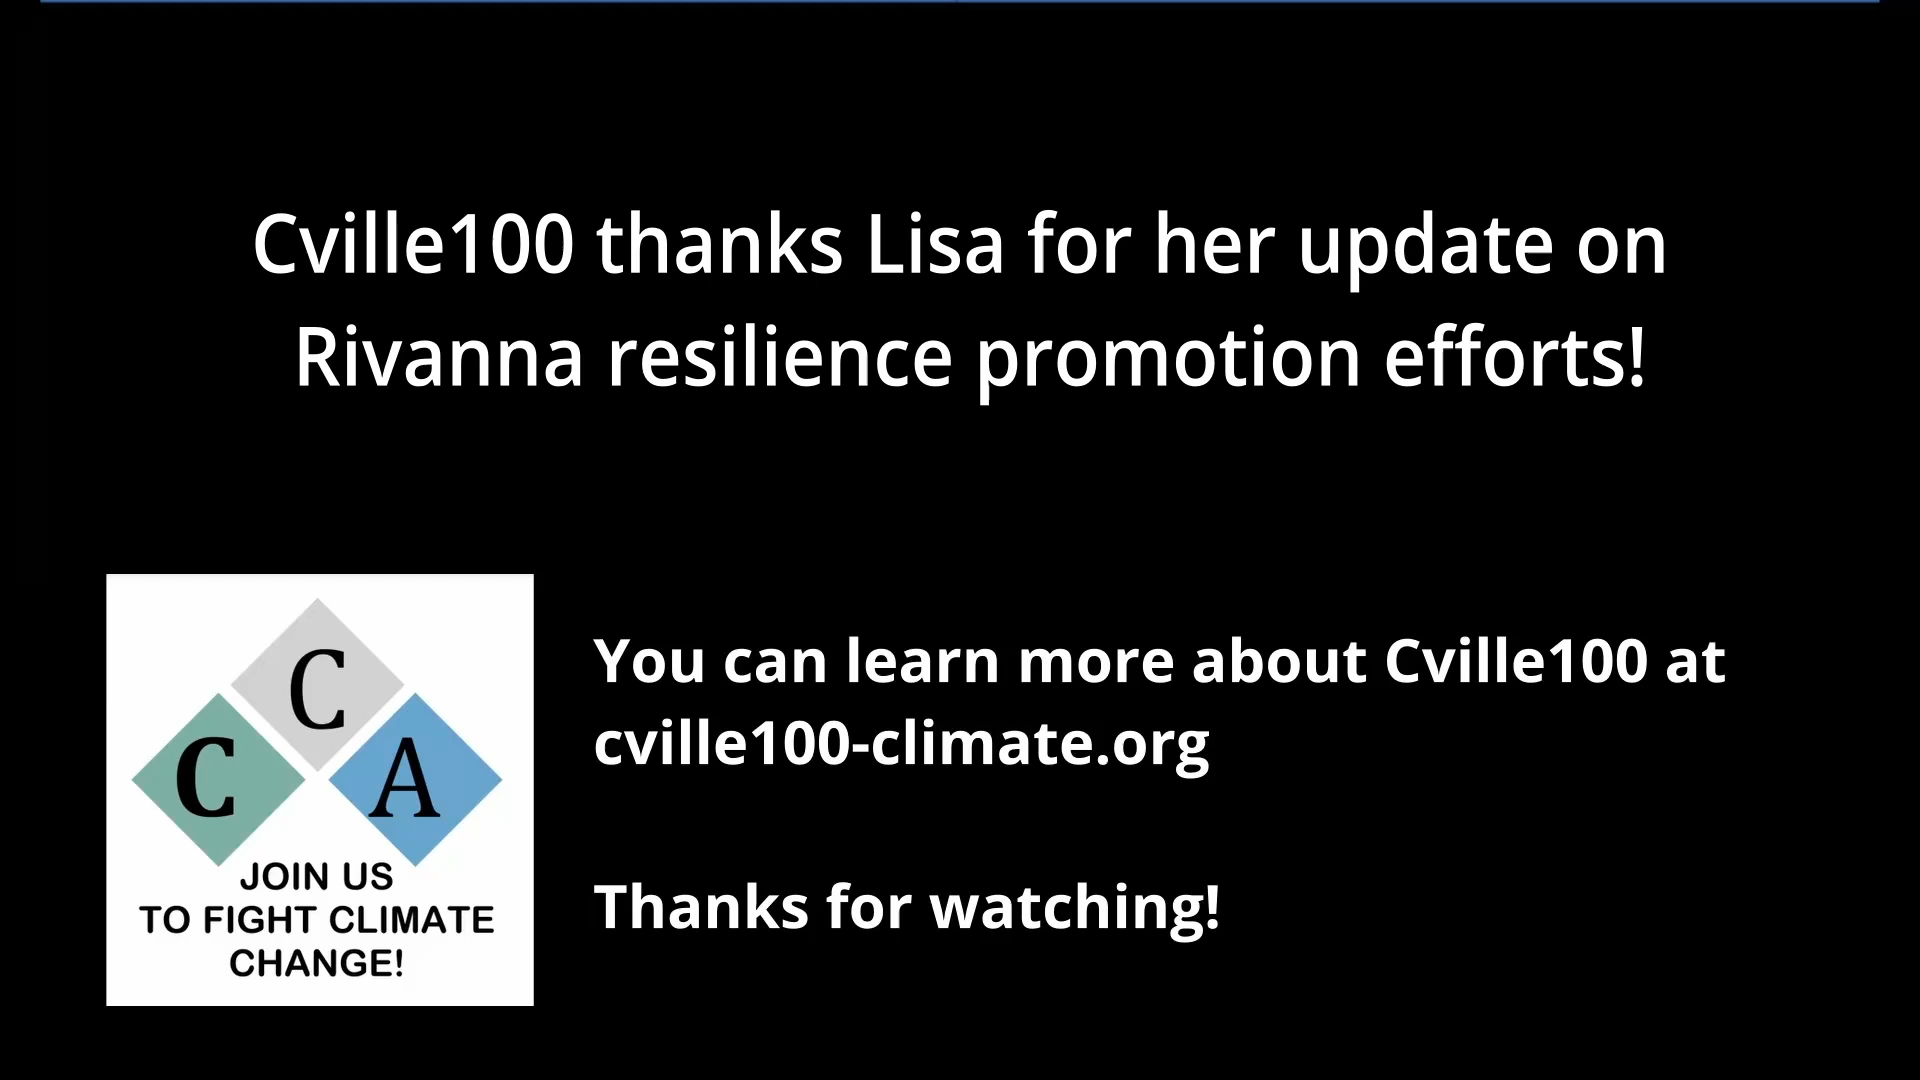 Cville100 thanks Lisa for her update on
Rivanna resilience promotion efforts!
C
C A
JOIN US
TO FIGHT CLIMATE
CHANGE!
You can learn more about Cville100 at
cville100-climate.org
Thanks for watching!